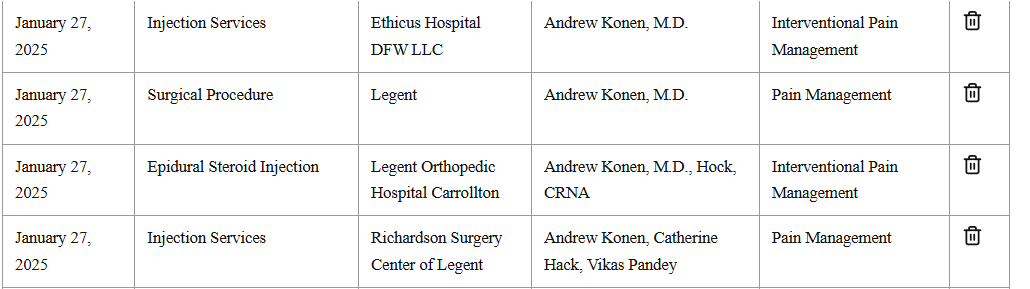 January 27, Injection Services Ethicus Hospital Andrew Konen, M.D. Interventional Pain
2025 DFW LLC Management
January 27, Surgical Procedure Legent Andrew Konen, M.D. Pain Management
2025
January 27, Epidural Steroid Injection Legent Orthopedic Andrew Konen, M.D., Hock, Interventional Pain
2025 Hospital Carrollton CRNA Management
January 27, Injection Services Richardson Surgery Andrew Konen, Catherine Pain Management
2025 Center of Legent Hack, Vikas Pandey